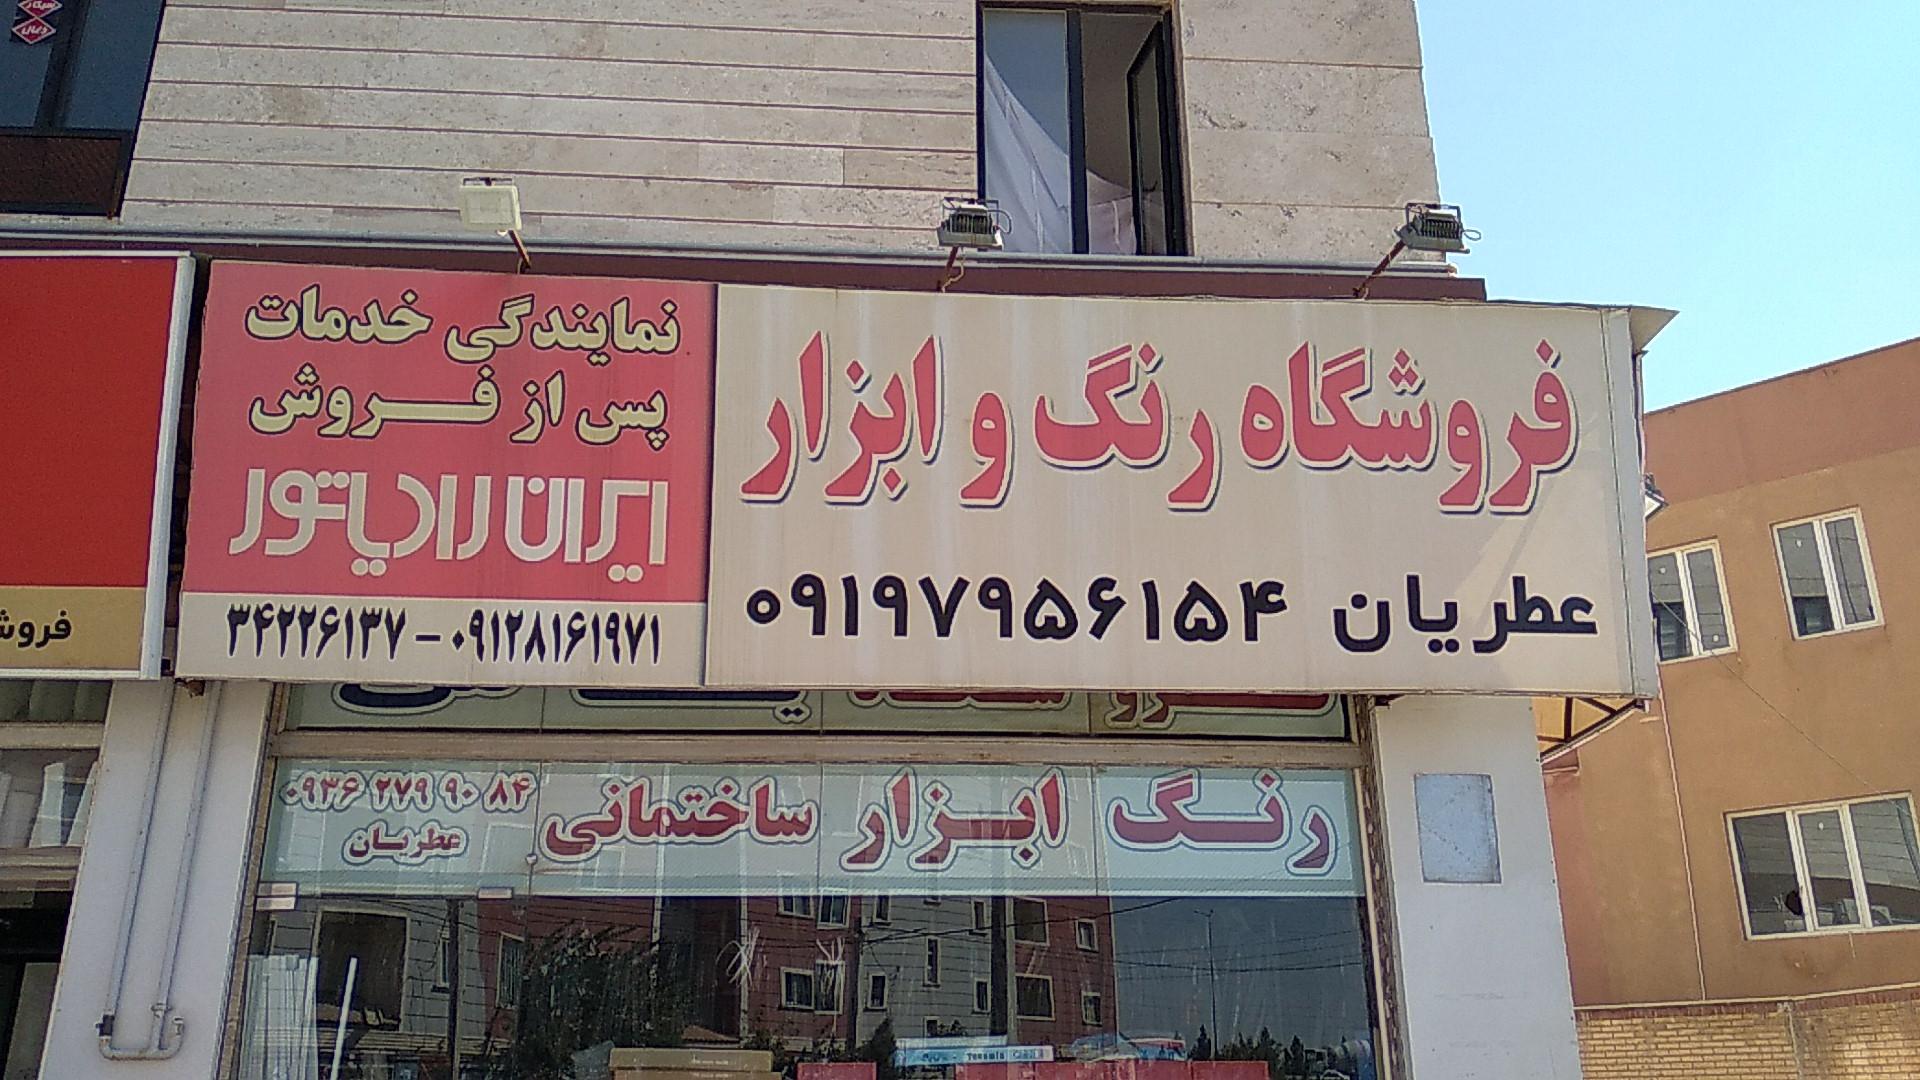 فروشگاه رنگ و ابزار
عطریان ۰۹۱۹۷۹۵۶۱۵۴
نمایندگی خدمات
پس از فروش
ایران رادیاتور
۳۴۲۲۶۱۳۷ - ۰۹۱۲۸۱۶۱۹۷۱
رنگ ابزار ساختمانی
۰۹۳۶ ۲۷۹ ۹۰ ۸۴
عطریان